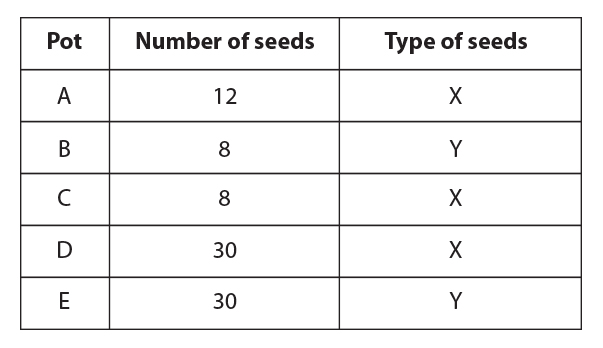 Pot Number of seeds Type of seeds
A 12 X
B 8 Y
C 8 X
D 30 X
E 30 Y